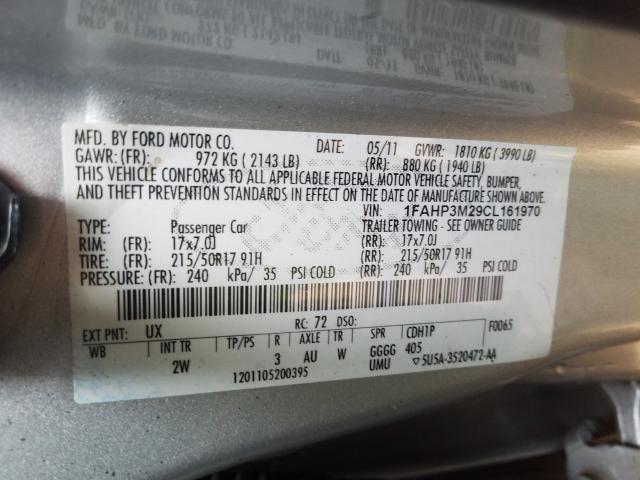 MFD. BY FORD MOTOR CO. DATE: 05/11 GVWR: 1810 KG ( 3990 LB)
GAWR: (FR): 972 KG ( 2143 LB) (RR): 880 KG ( 1940 LB)
THIS VEHICLE CONFORMS TO ALL APPLICABLE FEDERAL MOTOR VEHICLE SAFETY, BUMPER,
AND THEFT PREVENTION STANDARDS IN EFFECT ON THE DATE OF MANUFACTURE SHOWN ABOVE.
VIN: 1FAHP3M29CL161970
TYPE: Passenger Car TRAILER TOWING - SEE OWNER GUIDE
RIM: (FR): 17x7.0J (RR): 17x7.0J
TIRE: (FR): 215/50R17 91H (RR): 215/50R17 91H
PRESSURE: (FR): 240 kPa/ 35 PSI COLD (RR): 240 kPa/ 35 PSI COLD
EXT PNT: UX RC: 72 DSO: F0065
WB INT TR TP/PS R AXLE TR SPR CDH1P
2W 3 AU W GGGG 405
UMU ▽5U5A-3520472-AA
1201105200395